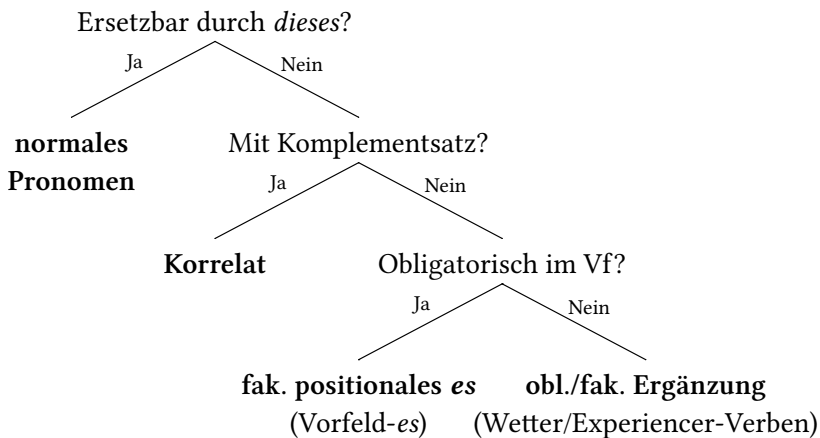 Ersetzbar durch dieses?
Ja
Nein
normales
Pronomen
Mit Komplementsatz?
Ja
Nein
Korrelat
Obligatorisch im Vf?
Ja
Nein
fak. positionales es
(Vorfeld-es)
obl./fak. Ergänzung
(Wetter/Experiencer-Verben)